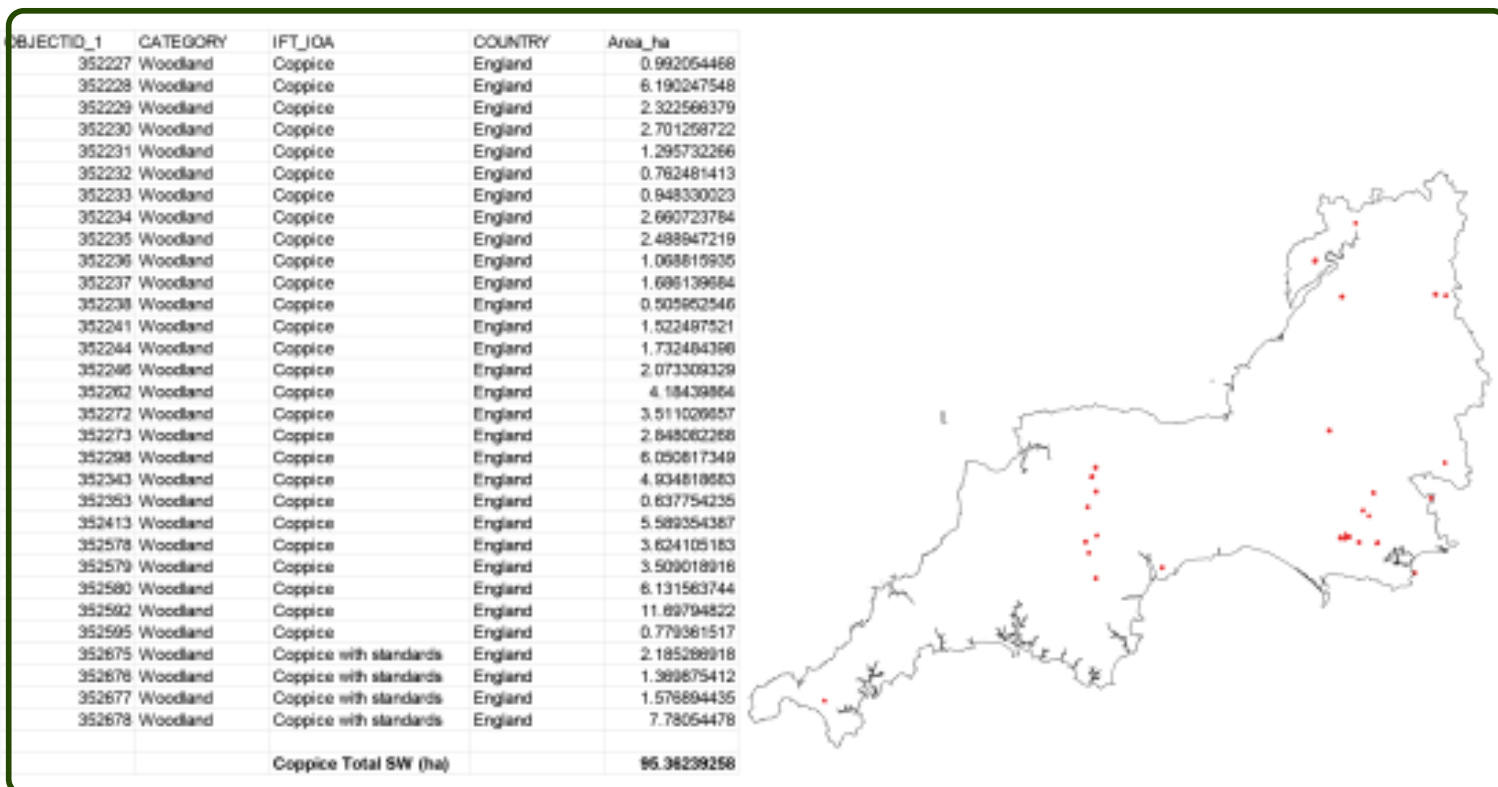 OBJECTID_1 CATEGORY IFT_IOA COUNTRY Area_ha
352227 Woodland Coppice England 0.992054468
352228 Woodland Coppice England 6.190247548
352229 Woodland Coppice England 2.322566379
352230 Woodland Coppice England 2.701258722
352231 Woodland Coppice England 1.295732266
352232 Woodland Coppice England 0.762481413
352233 Woodland Coppice England 0.948330023
352234 Woodland Coppice England 2.660723784
352235 Woodland Coppice England 2.488947219
352236 Woodland Coppice England 1.068815935
352237 Woodland Coppice England 1.686139684
352238 Woodland Coppice England 0.505952546
352241 Woodland Coppice England 1.522497521
352244 Woodland Coppice England 1.732484398
352246 Woodland Coppice England 2.073309329
352262 Woodland Coppice England 4.18439864
352272 Woodland Coppice England 3.511026657
352273 Woodland Coppice England 2.848082268
352298 Woodland Coppice England 6.050817349
352343 Woodland Coppice England 4.934818683
352353 Woodland Coppice England 0.637754235
352413 Woodland Coppice England 5.589354387
352578 Woodland Coppice England 3.624105183
352579 Woodland Coppice England 3.509018916
352580 Woodland Coppice England 6.131563744
352592 Woodland Coppice England 11.69794822
352595 Woodland Coppice England 0.779361517
352675 Woodland Coppice with standards England 2.185286918
352676 Woodland Coppice with standards England 1.369875412
352677 Woodland Coppice with standards England 1.576894435
352678 Woodland Coppice with standards England 7.78054478
Coppice Total SW (ha) 95.36239258